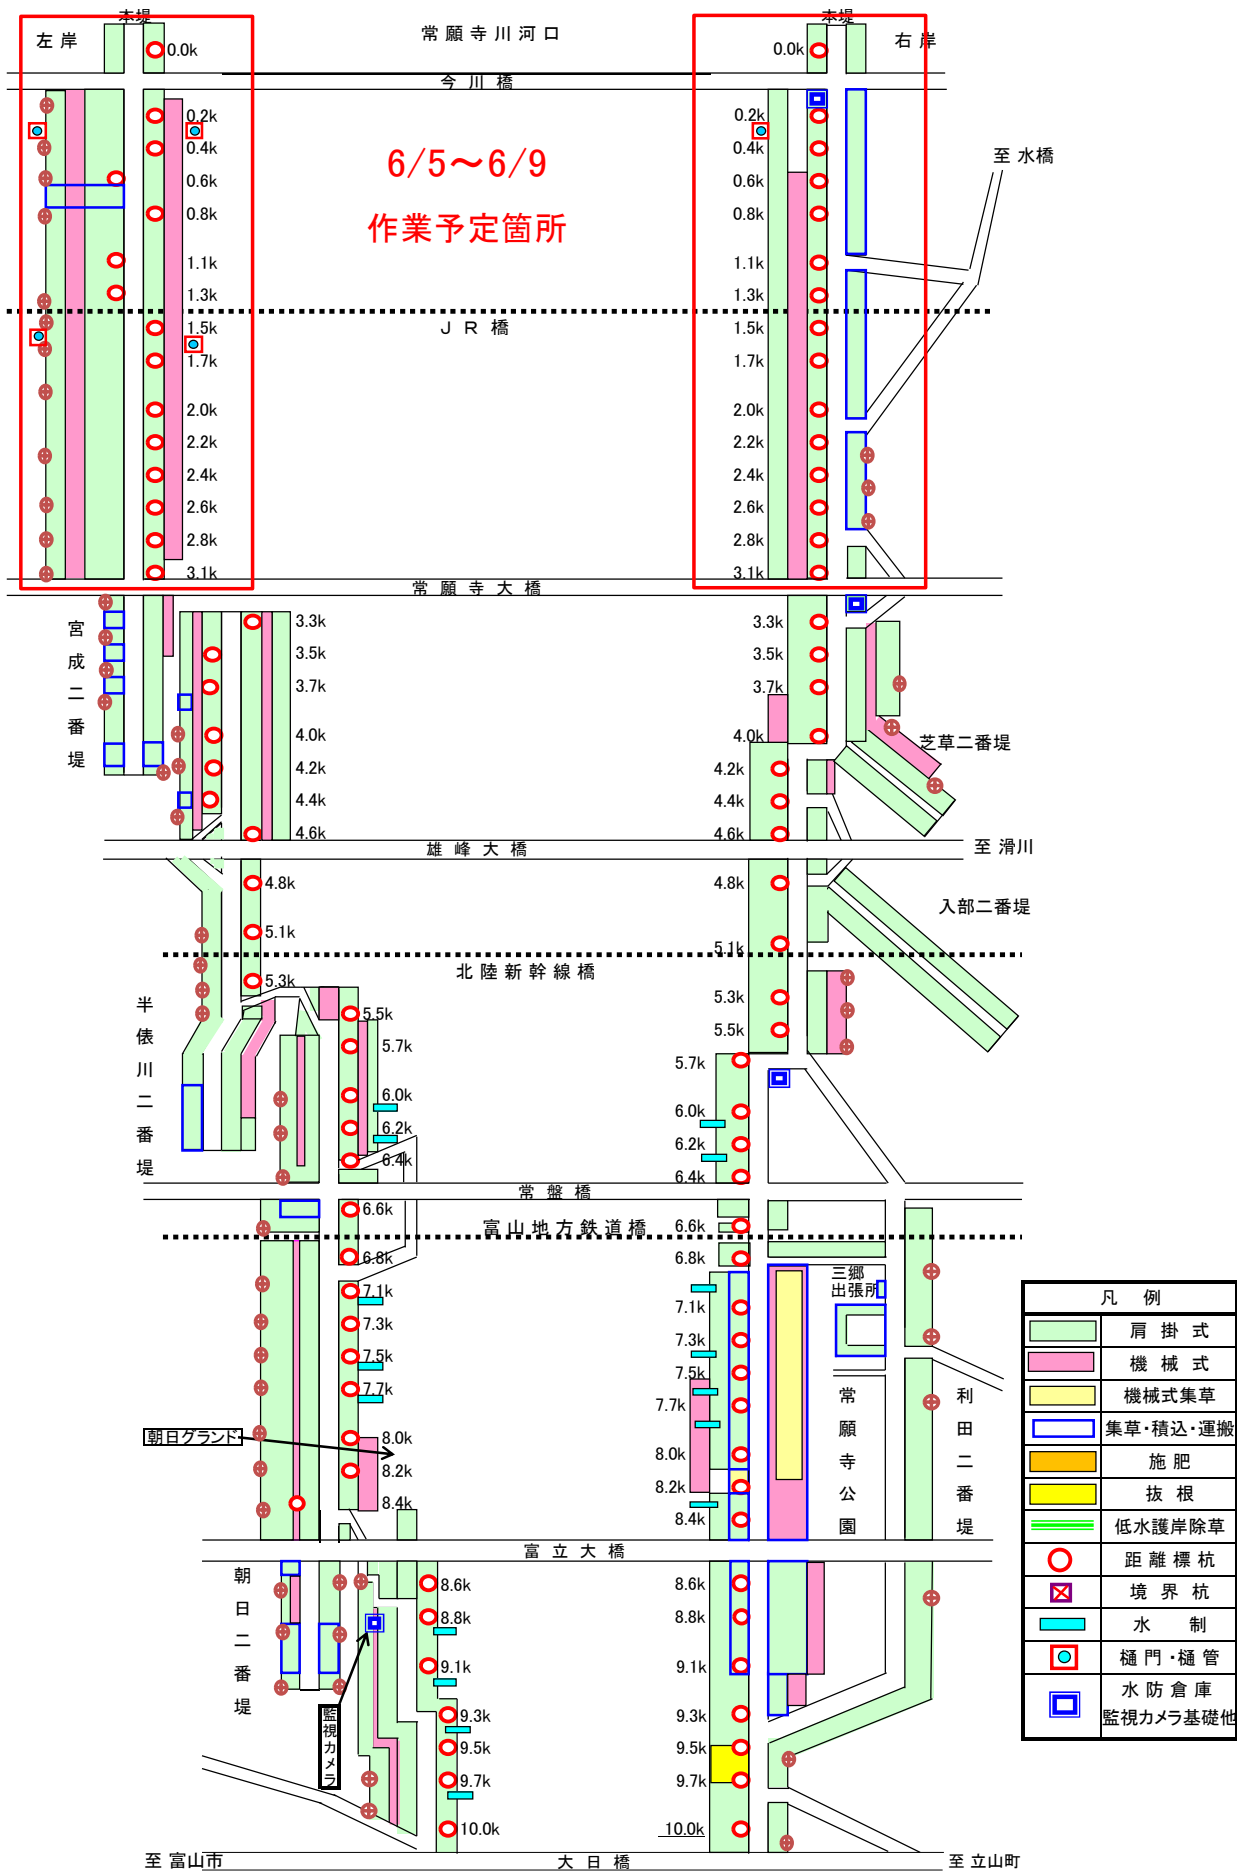 本堤
本堤
左岸
常願寺川河口
右岸
0.0k
0.0k
今川橋
0.2k
0.4k
0.6k
0.8k
1.1k
1.3k
6/5～6/9
作業予定箇所
0.2k
0.4k
0.6k
0.8k
1.1k
1.3k
至 水橋
ＪＲ橋
1.5k
1.7k
2.0k
2.2k
2.4k
2.6k
2.8k
3.1k
1.5k
1.7k
2.0k
2.2k
2.4k
2.6k
2.8k
3.1k
常願寺大橋
宮成二番堤
3.3k
3.5k
3.7k
4.0k
4.2k
4.4k
4.6k
3.3k
3.5k
3.7k
4.0k
4.2k
4.4k
4.6k
芝草二番堤
雄峰大橋
至 滑川
4.8k
5.1k
5.3k
4.8k
5.1k
入部二番堤
北陸新幹線橋
半俵川二番堤
5.5k
5.7k
6.0k
6.2k
6.4k
5.3k
5.5k
5.7k
6.0k
6.2k
6.4k
常盤橋
6.6k
6.6k
富山地方鉄道橋
6.8k
7.1k
7.3k
7.5k
7.7k
8.0k
8.2k
8.4k
朝日グランド
6.8k
7.1k
7.3k
7.5k
7.7k
8.0k
8.2k
8.4k
三郷
出張所
常願寺公園
利田二番堤
富立大橋
朝日二番堤
監視カメラ
8.6k
8.8k
9.1k
9.3k
9.5k
9.7k
10.0k
8.6k
8.8k
9.1k
9.3k
9.5k
9.7k
10.0k
至 富山市
大日橋
至 立山町
凡例
肩掛式
機械式
機械式集草
集草・積込・運搬
施肥
抜根
低水護岸除草
距離標杭
境界杭
水制
樋門・樋管
水防倉庫
監視カメラ基礎他